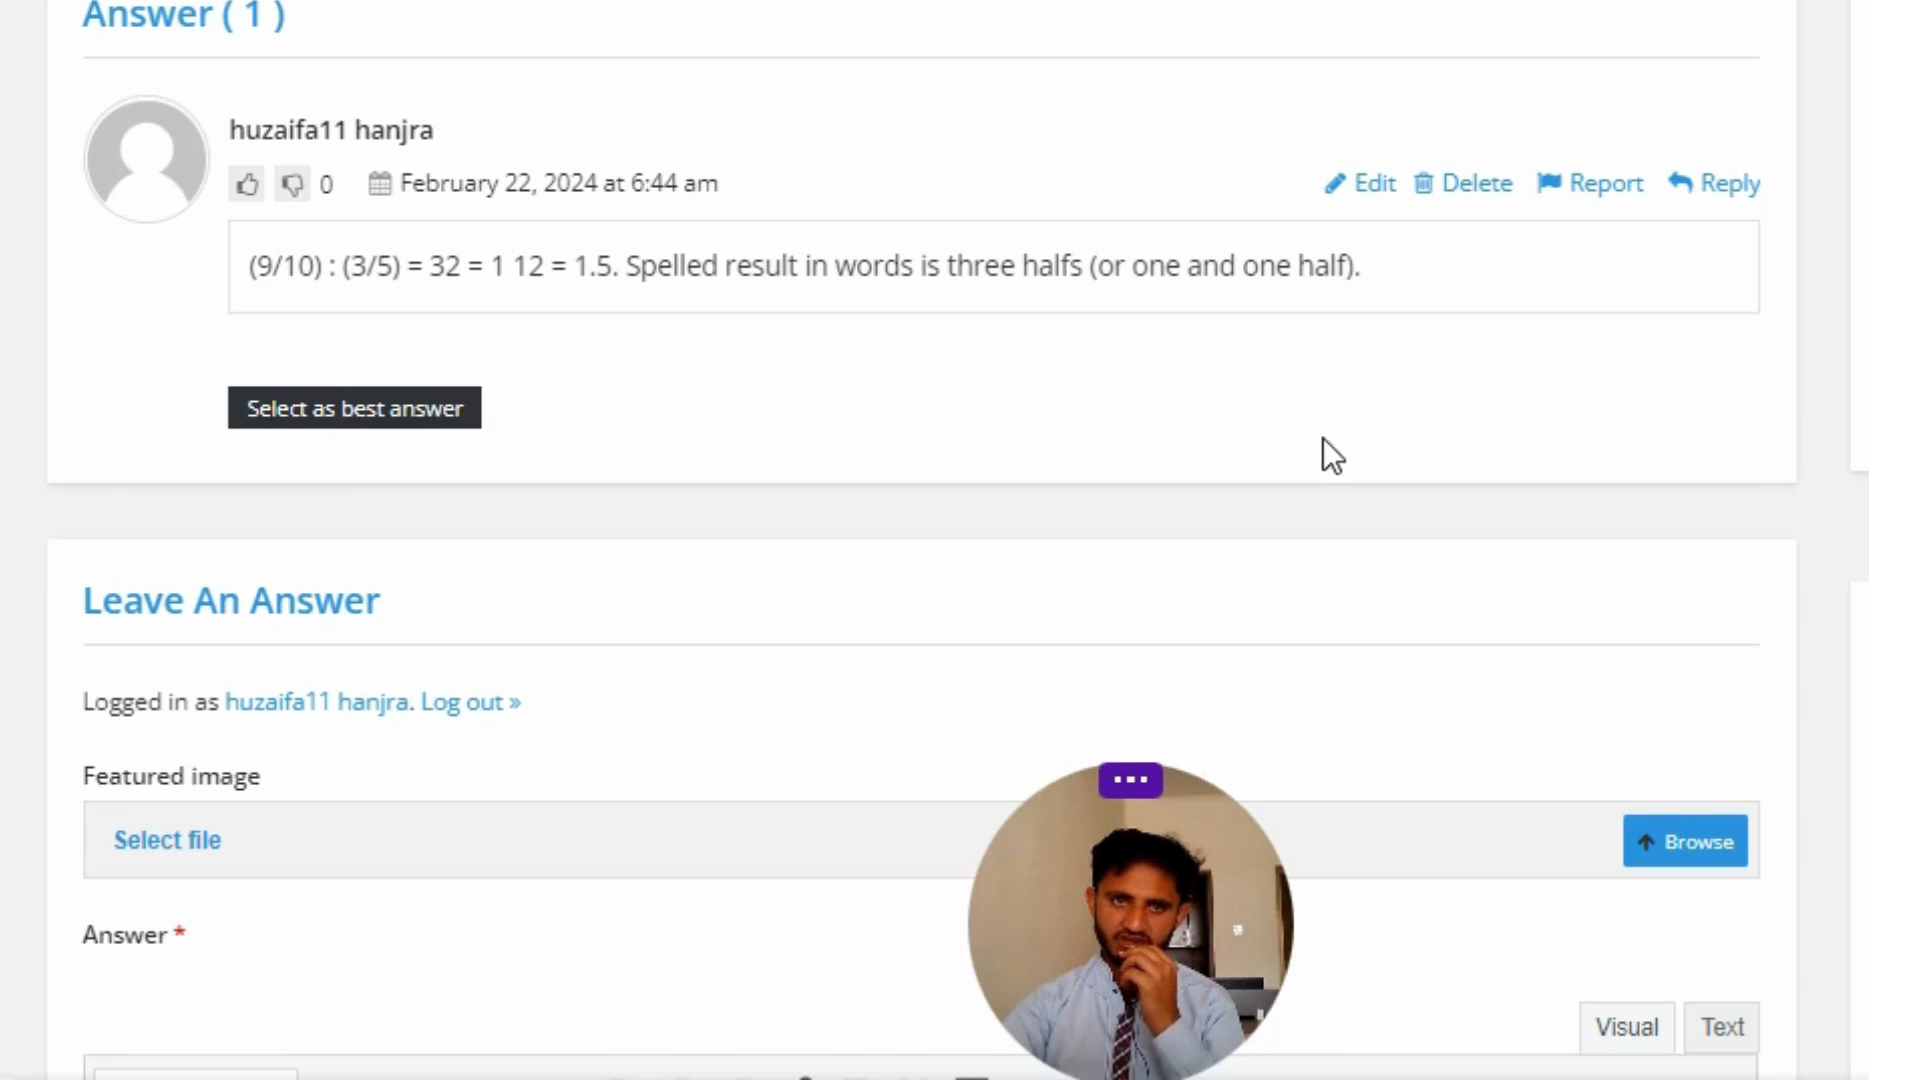 Answer ( 1 )
huzaifa11 hanjra
0 February 22, 2024 at 6:44 am Edit Delete Report Reply
(9/10) : (3/5) = 32 = 1 12 = 1.5. Spelled result in words is three halfs (or one and one half).
Select as best answer
Leave An Answer
Logged in as huzaifa11 hanjra. Log out »
Featured image
Select file Browse
Answer *
Visual Text